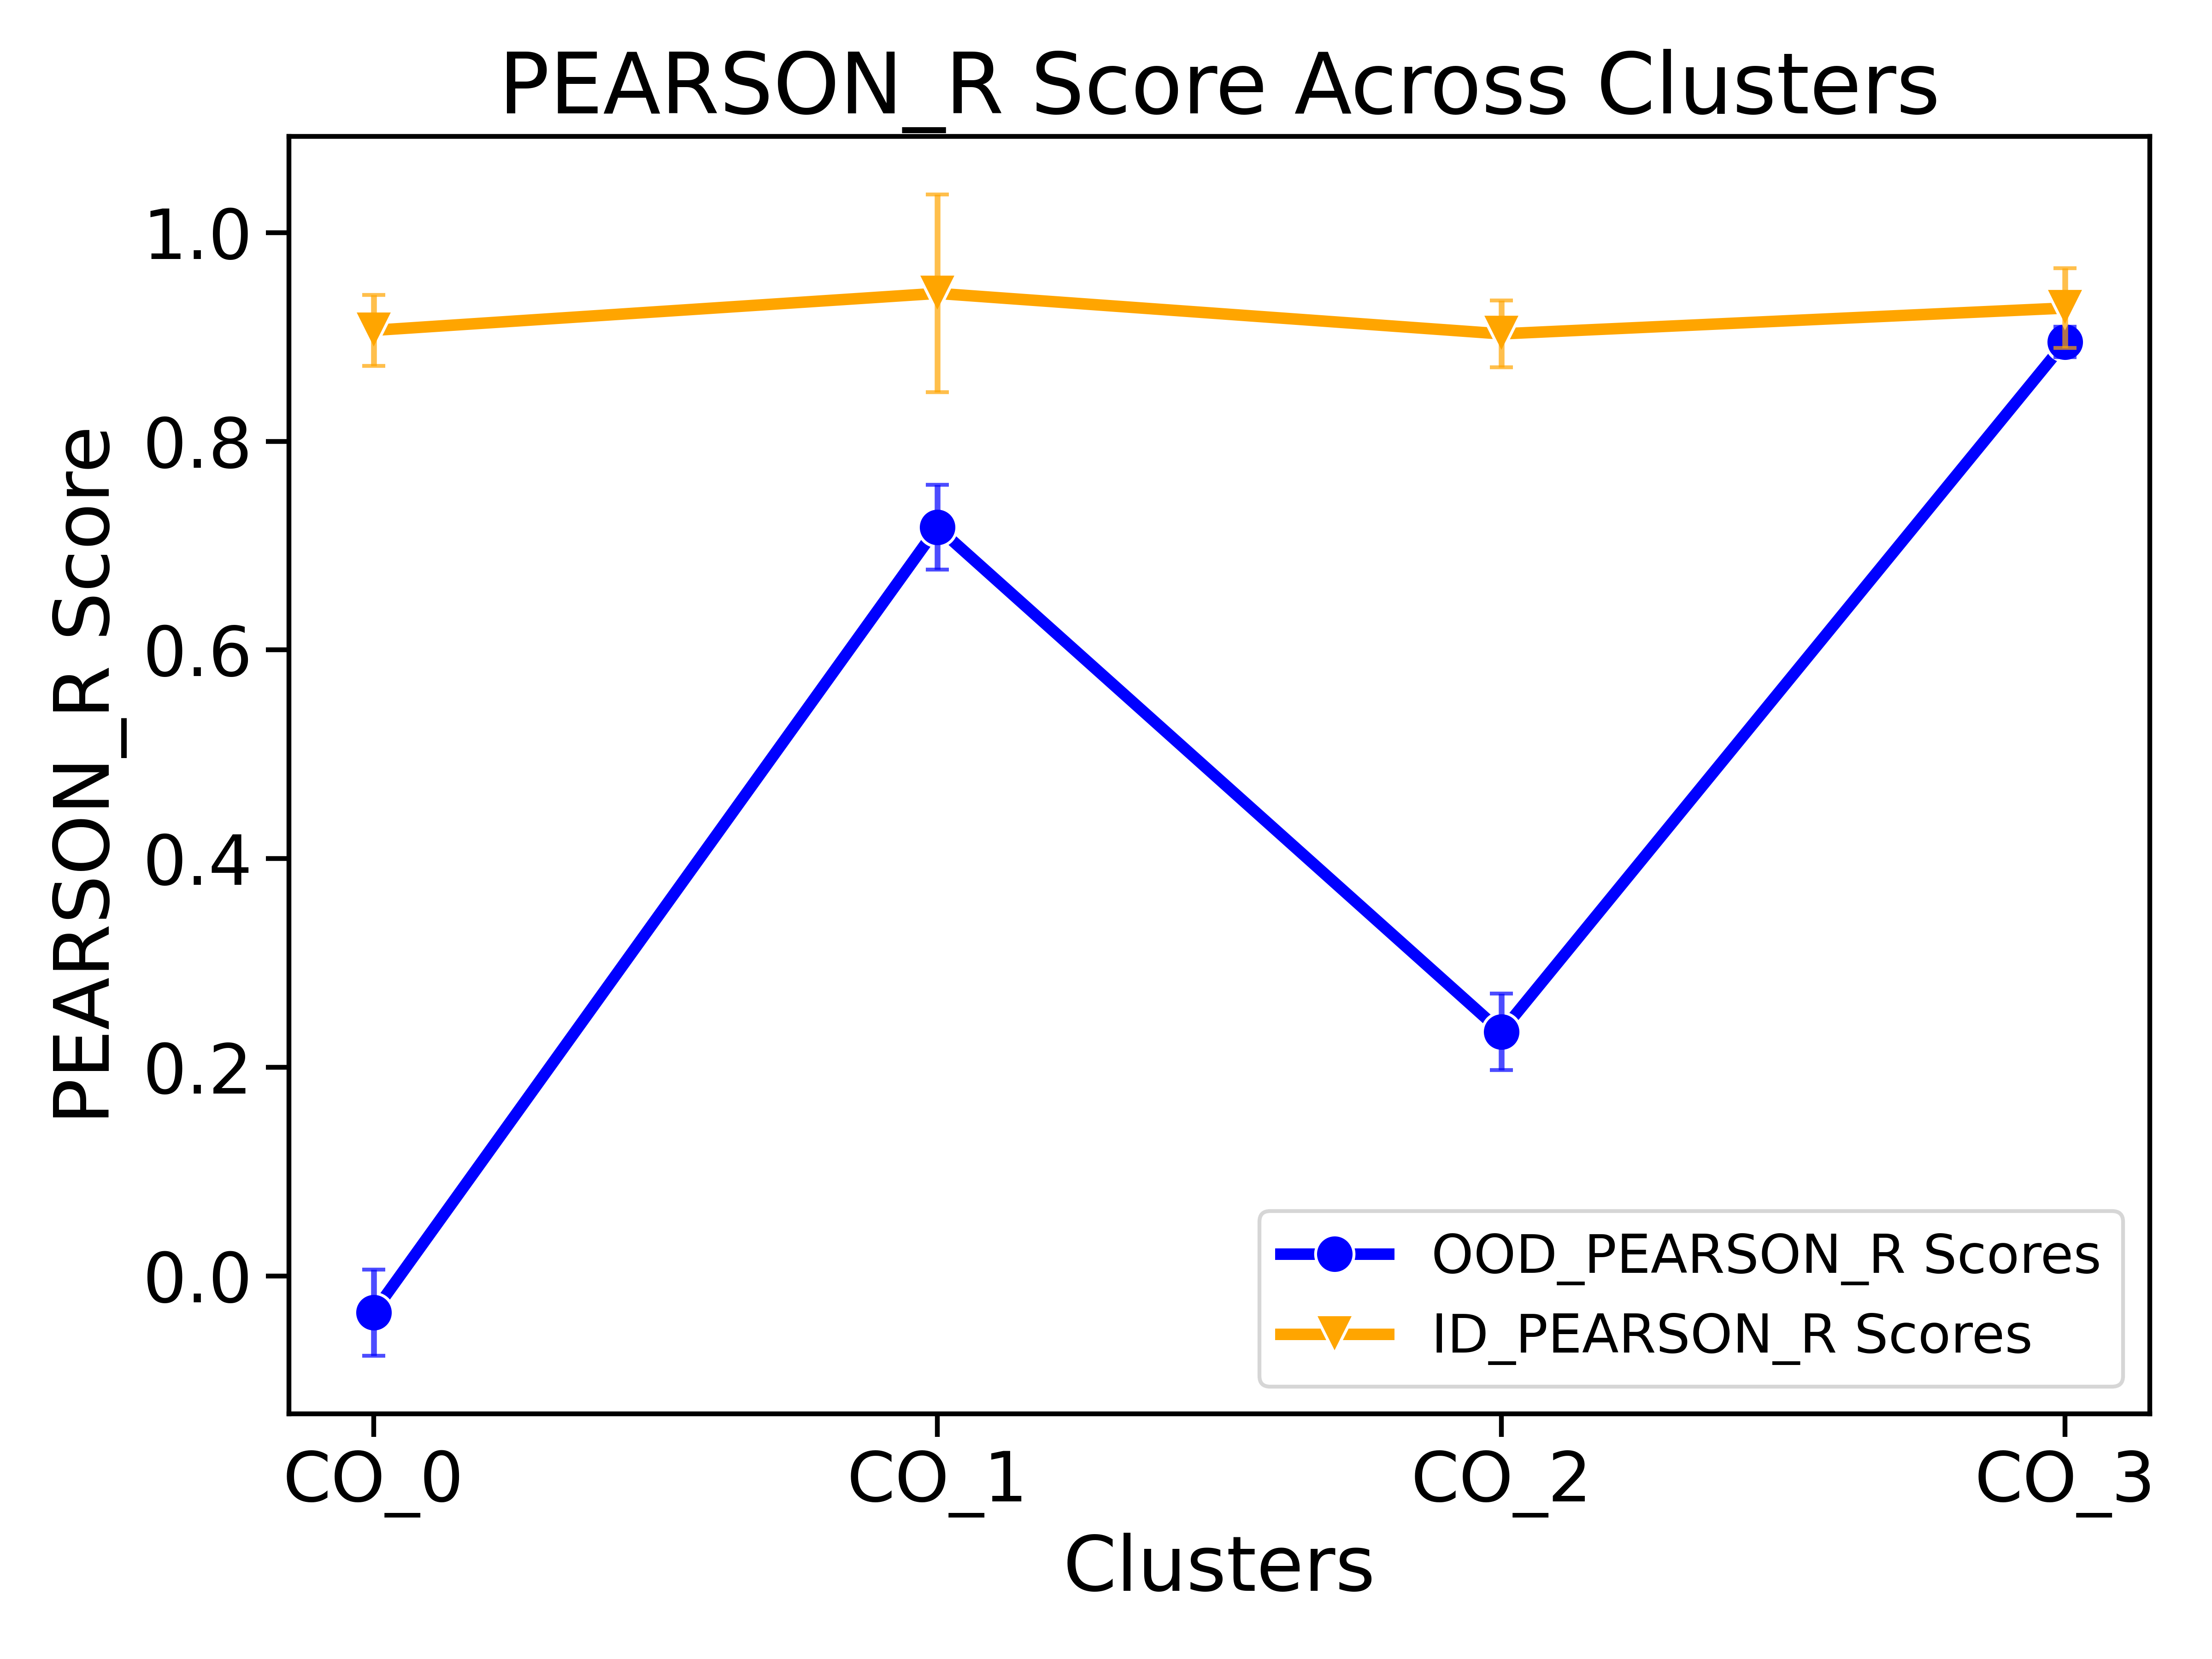 PEARSON_R Score Across Clusters
PEARSON_R Score
1.0
0.8
0.6
0.4
0.2
0.0
OOD_PEARSON_R Scores
ID_PEARSON_R Scores
CO_0 CO_1 CO_2 CO_3
Clusters